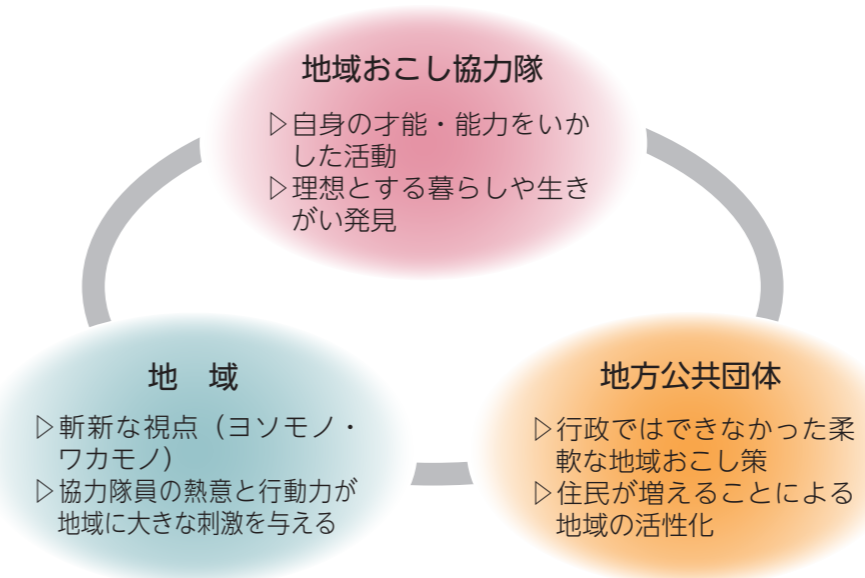 地域おこし協力隊
▷自身の才能・能力をいか
した活動
▷理想とする暮らしや生き
がい発見
地　域
▷斬新な視点（ヨソモノ・
ワカモノ）
▷協力隊員の熱意と行動力が
地域に大きな刺激を与える
地方公共団体
▷行政ではできなかった柔
軟な地域おこし策
▷住民が増えることによる
地域の活性化